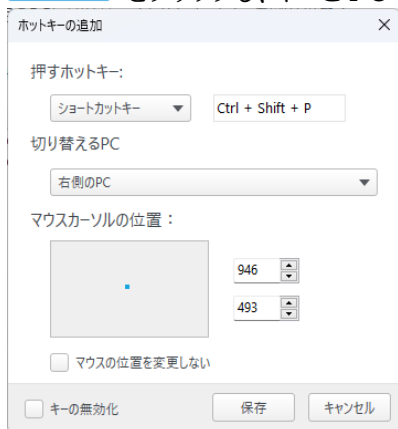 ホットキーの追加
押すホットキー:
ショートカットキー Ctrl + Shift + P
切り替えるPC
右側のPC
マウスカーソルの位置：
946
493
マウスの位置を変更しない
キーの無効化 保存 キャンセル